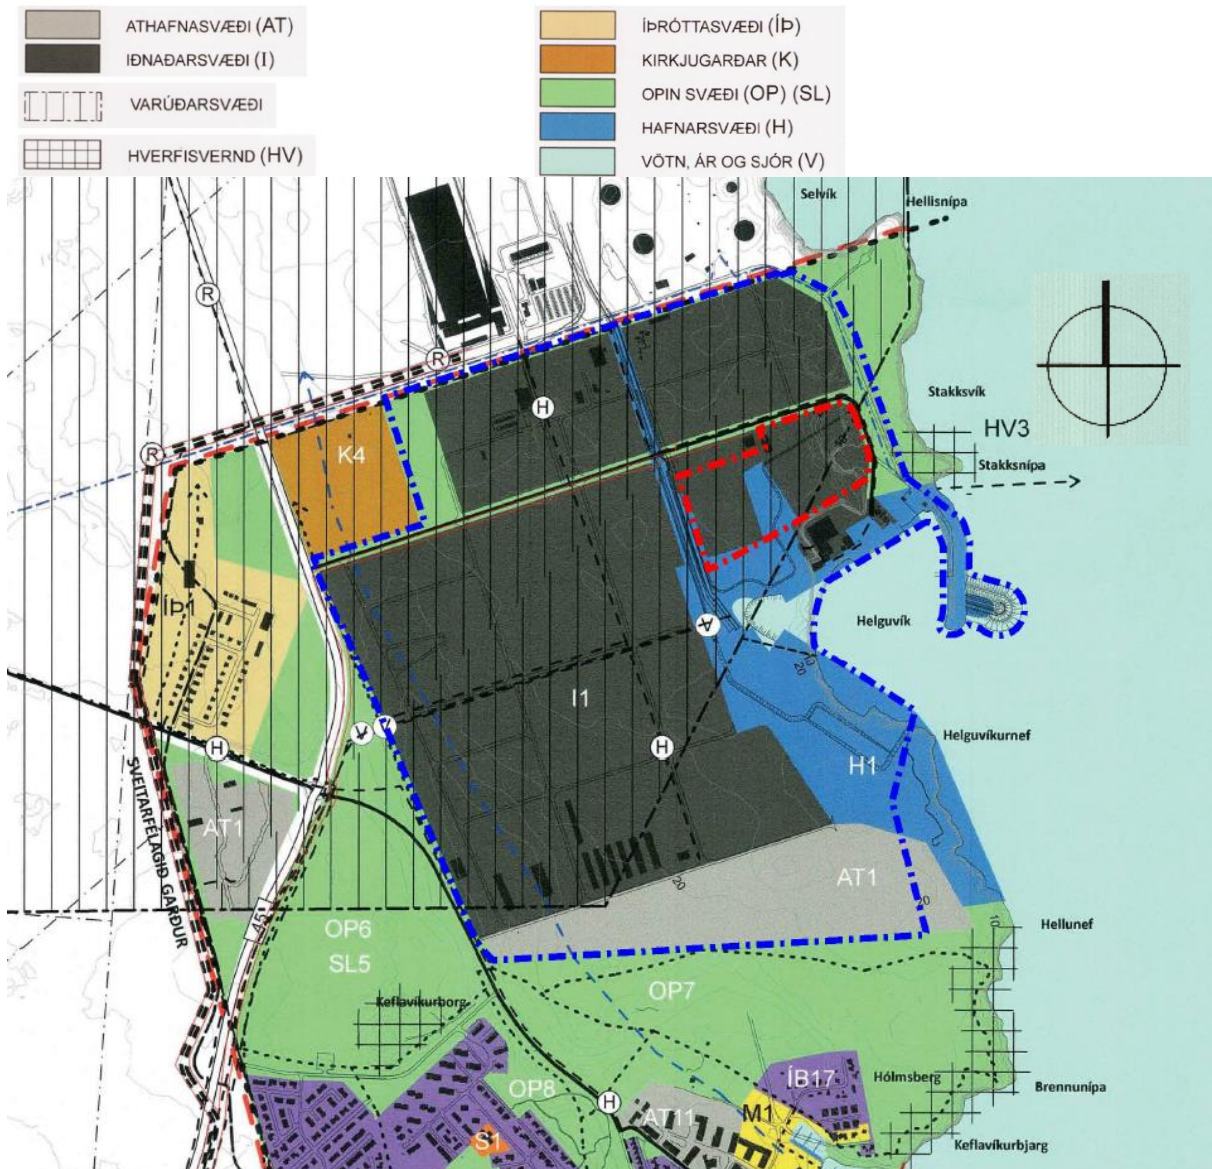 ATHAFNASVÆÐI (AT)
IÐNAÐARSVÆÐI (I)
VARÚÐARSVÆÐI
HVERFISVERND (HV)
ÍÞRÓTTASVÆÐI (ÍÞ)
KIRKJUGARÐAR (K)
OPIN SVÆÐI (OP) (SL)
HAFNARSVÆÐI (H)
VÖTN, ÁR OG SJÓR (V)
Selvík
Hellisnípa
R
R
R
H
K4
Stakksvík
HV3
Stakksnípa
ÍÞ1
Helguvík
A
I1
20
10
A
A
H
H
Helguvíkurnef
H1
SVEITARFÉLAGIÐ GARÐUR
AT1
AT1
20
20
10
45
OP6
SL5
Hellunef
Keflavíkurborg
OP7
OP8
H
AT11
M1
ÍB17
Hólmsberg
Brennunípa
S1
Keflavíkurbjarg